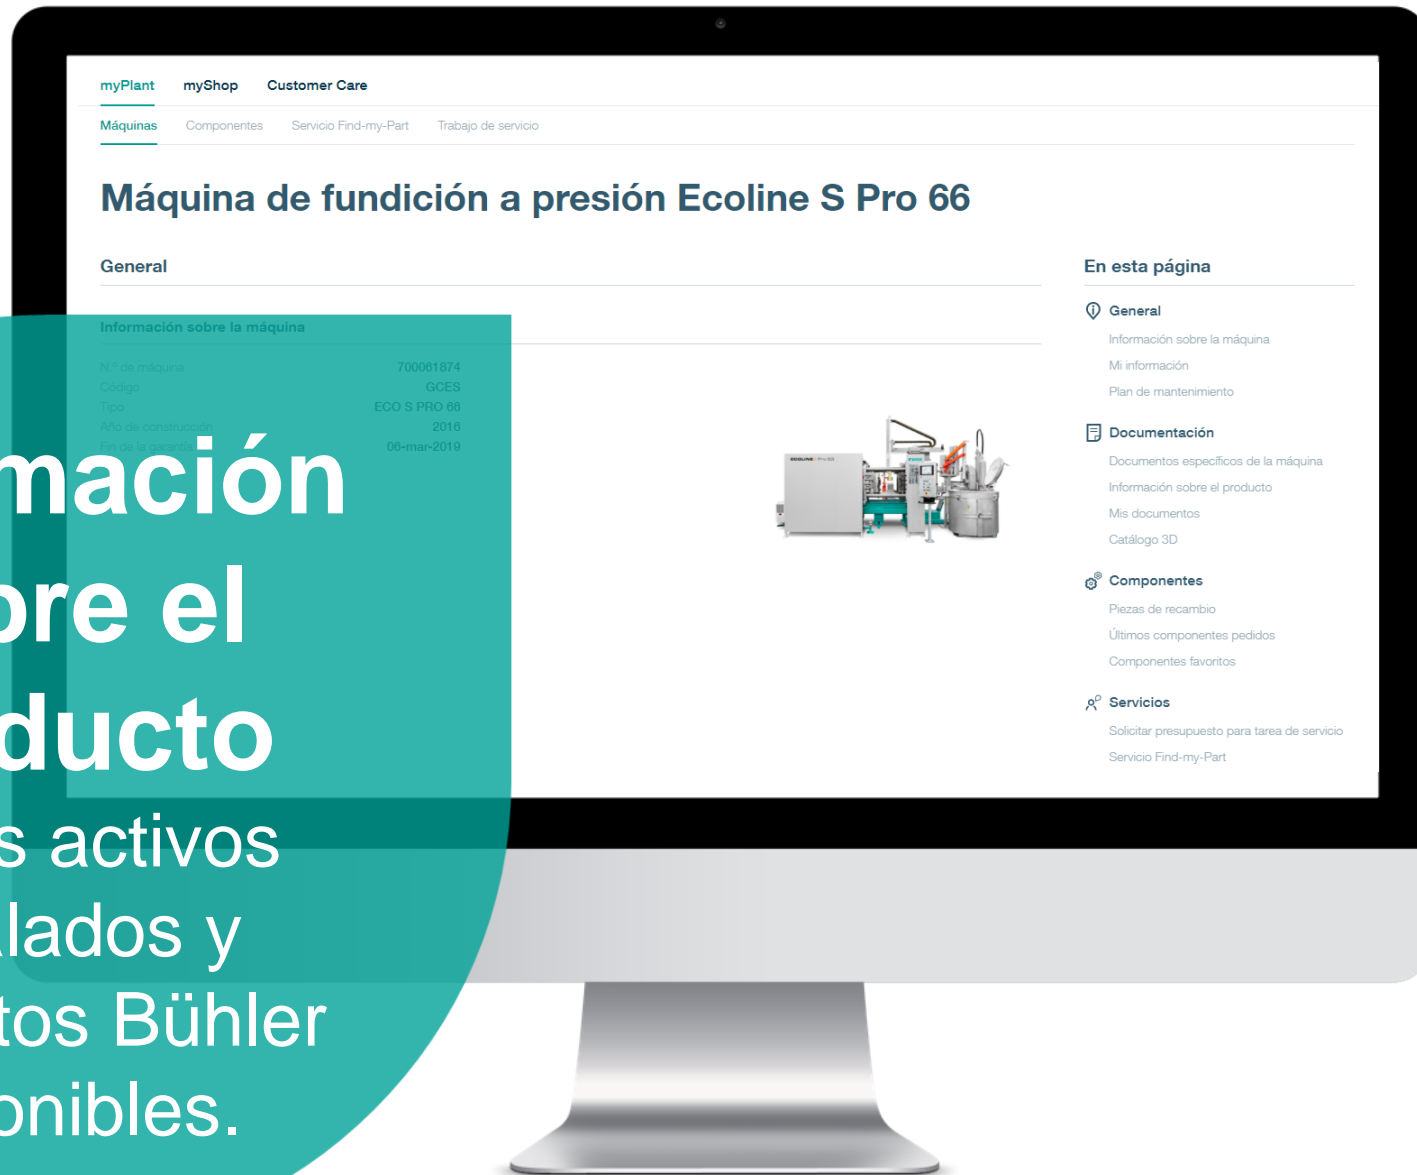 myPlant myShop Customer Care
Máquinas Componentes Servicio Find-my-Part Trabajo de servicio
Máquina de fundición a presión Ecoline S Pro 66
General
Información sobre la máquina
N.º de máquina 700061874
Código GCES
Tipo ECO S PRO 66
Año de construcción 2016
Fin de la garantía 06-mar-2019
En esta página
General
Información sobre la máquina
Mi información
Plan de mantenimiento
Documentación
Documentos específicos de la máquina
Información sobre el producto
Mis documentos
Catálogo 3D
Componentes
Piezas de recambio
Últimos componentes pedidos
Componentes favoritos
Servicios
Solicitar presupuesto para tarea de servicio
Servicio Find-my-Part
mación
bre el
ducto
s activos
alados y
tos Bühler
onibles.